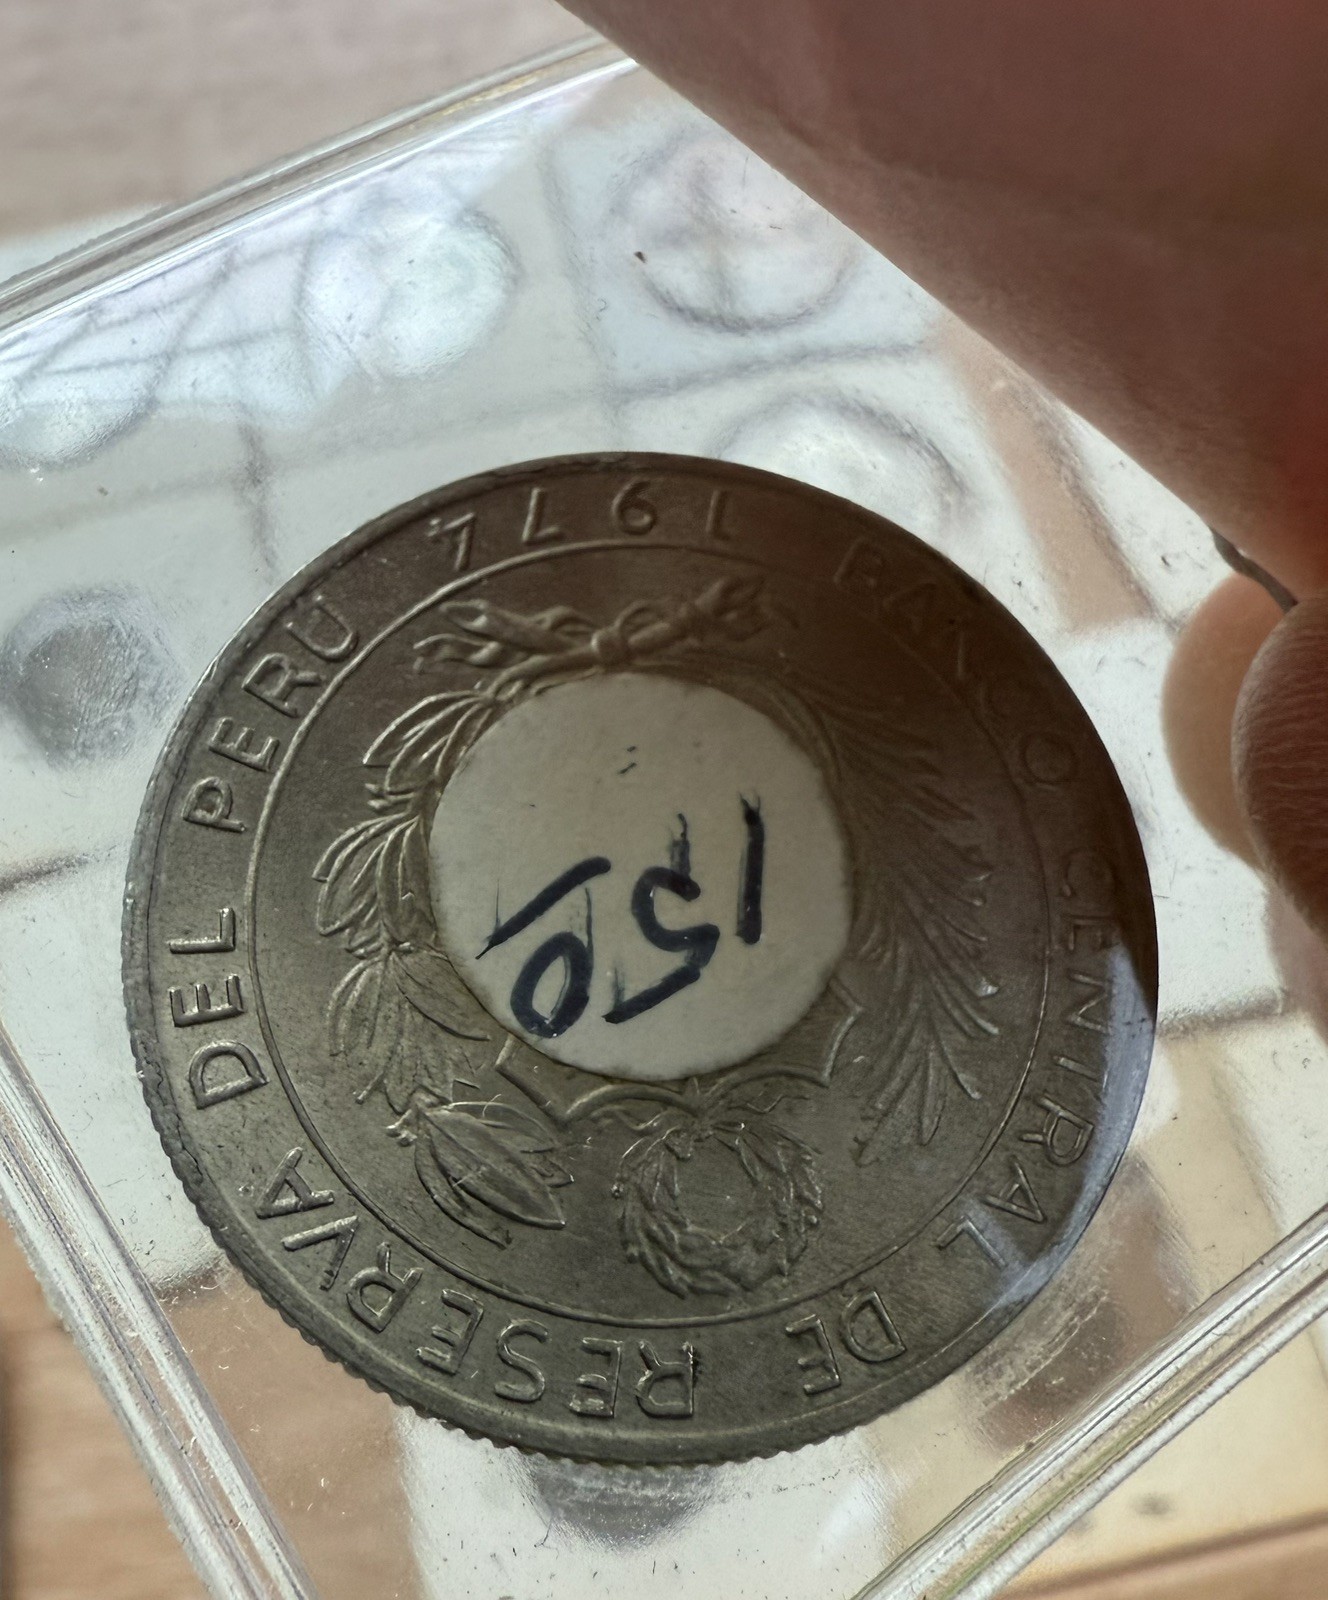 BANCO CENTRAL DE RESERVA DEL PERU
1974
150